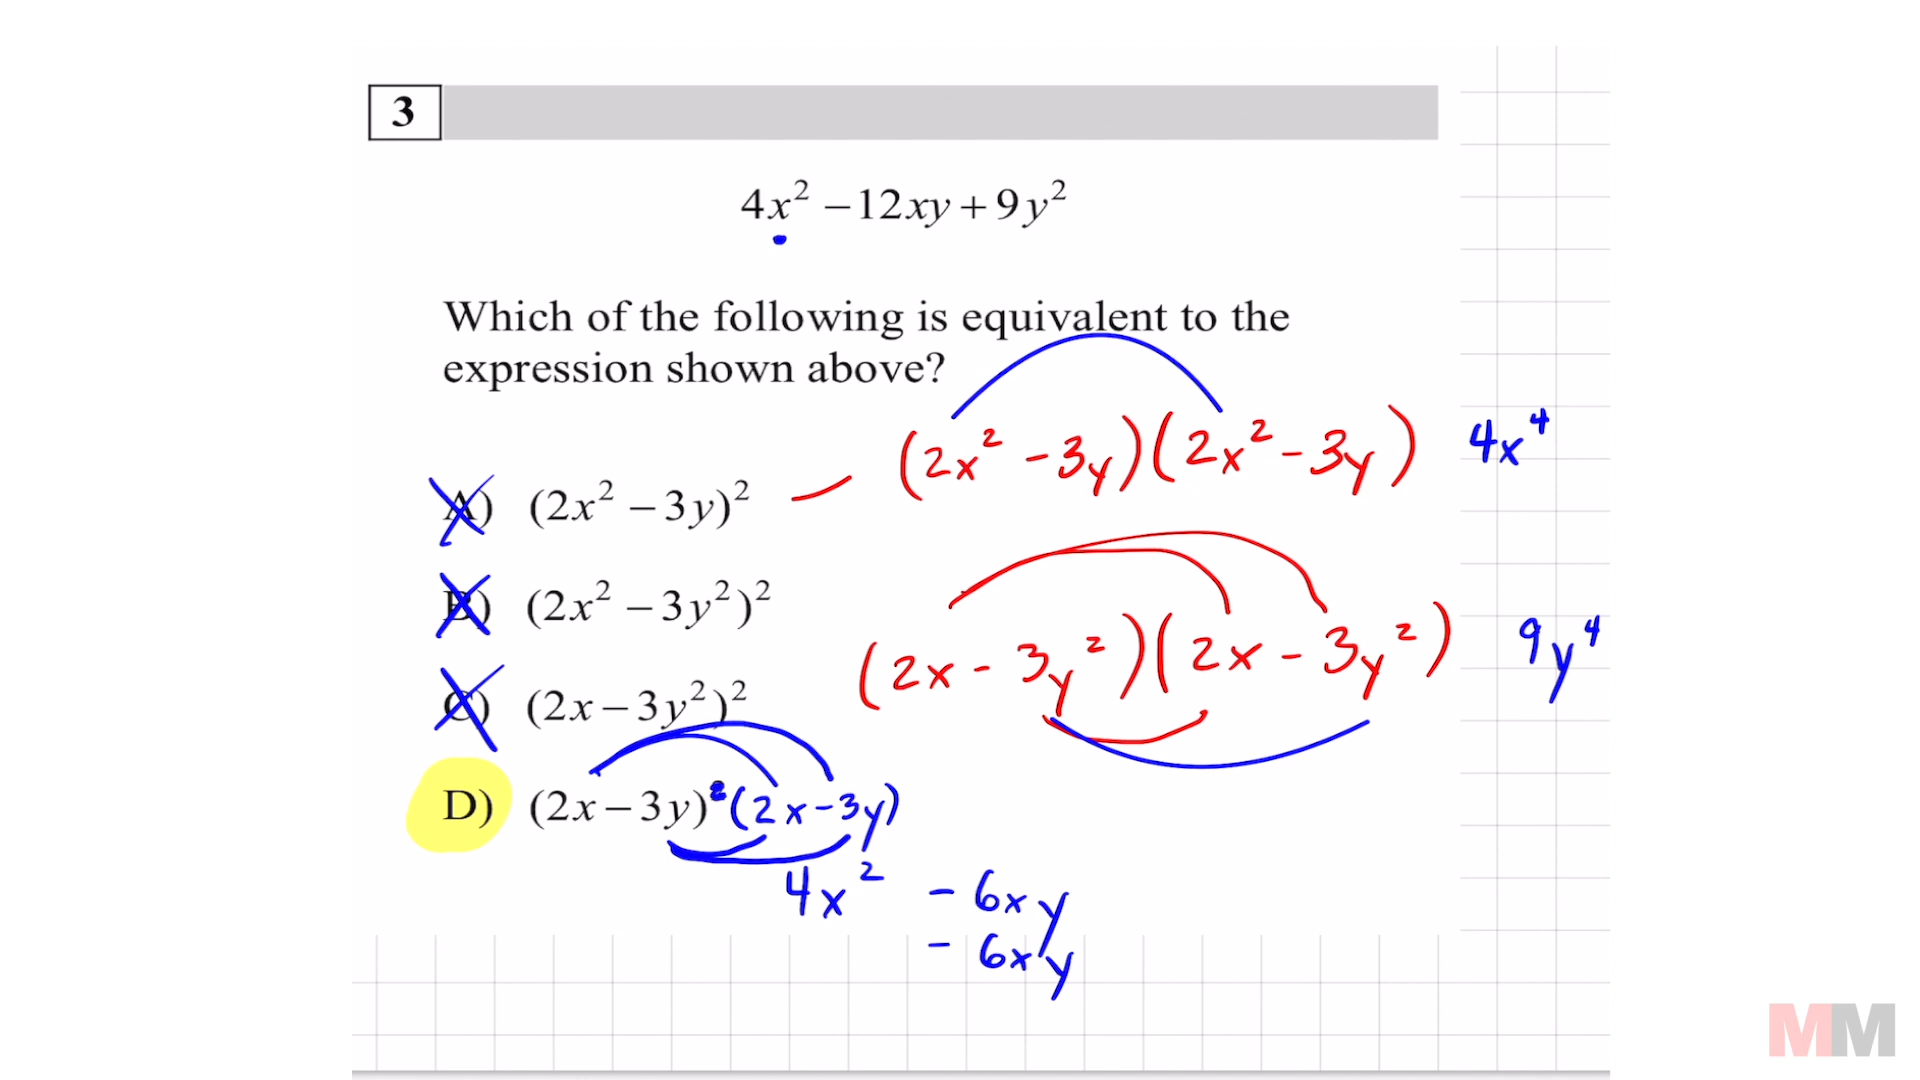 3
4x² − 12xy + 9y²
Which of the following is equivalent to the
expression shown above?
(2x² − 3y)(2x² − 3y) 4x⁴
A) (2x² − 3y)²
B) (2x² − 3y²)²
(2x − 3y²)(2x − 3y²) 9y⁴
C) (2x − 3y²)²
D) (2x − 3y)²(2x − 3y)
4x² − 6xy
− 6xy
MM